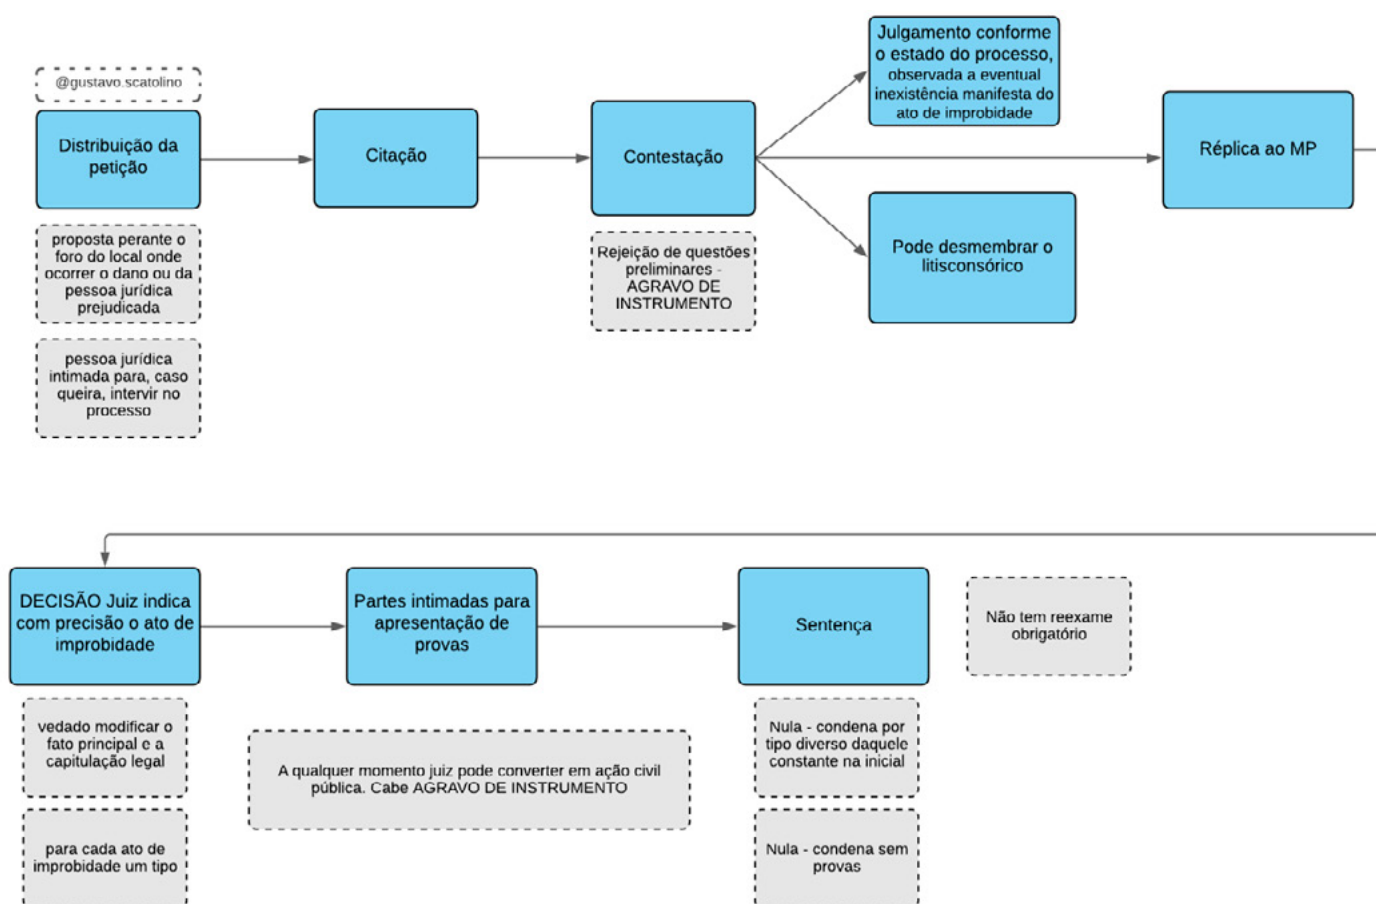 @gustavo.scatolino
Distribuição da
petição
proposta perante o
foro do local onde
ocorrer o dano ou da
pessoa jurídica
prejudicada
pessoa jurídica
intimada para, caso
queira, intervir no
processo
Citação
Contestação
Rejeição de questões
preliminares -
AGRAVO DE
INSTRUMENTO
Julgamento conforme
o estado do processo,
observada a eventual
inexistência manifesta do
ato de improbidade
Pode desmembrar o
litisconsórico
Réplica ao MP
DECISÃO Juiz indica
com precisão o ato de
improbidade
vedado modificar o
fato principal e a
capitulação legal
para cada ato de
improbidade um tipo
Partes intimadas para
apresentação de
provas
A qualquer momento juiz pode converter em ação civil
pública. Cabe AGRAVO DE INSTRUMENTO
Sentença
Nula - condena por
tipo diverso daquele
constante na inicial
Nula - condena sem
provas
Não tem reexame
obrigatório